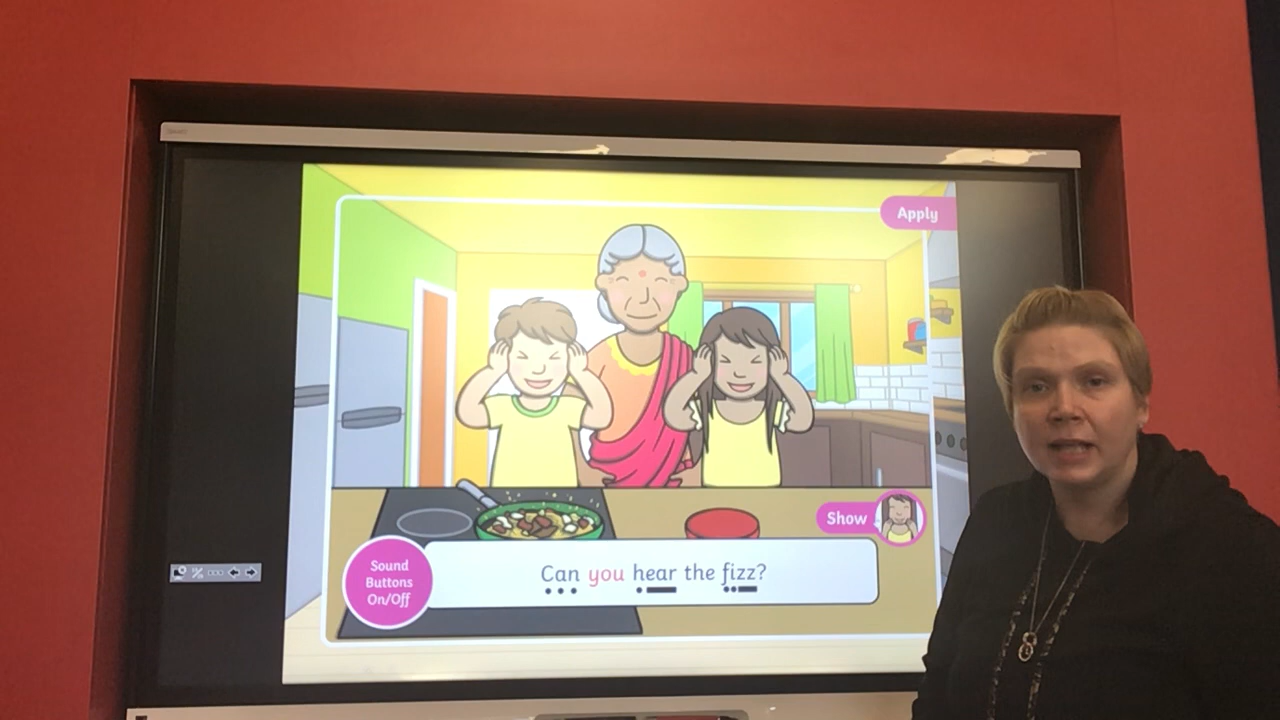 Apply
Show
Sound
Buttons
On/Off
Can you hear the fizz?